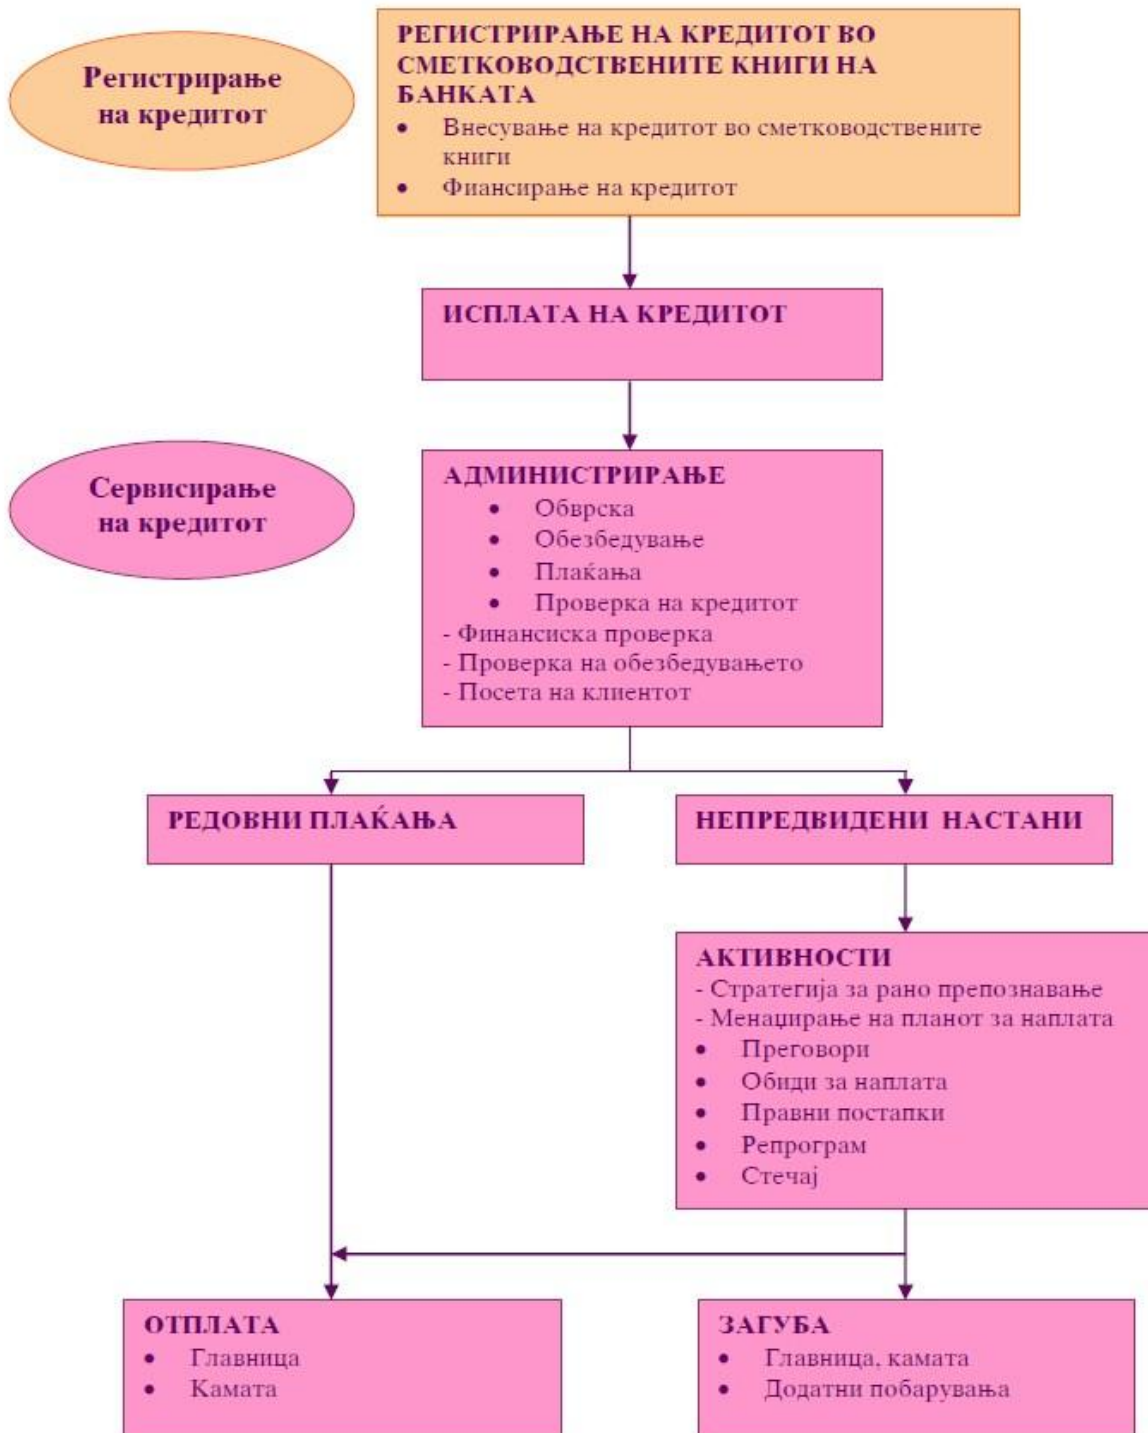 Регистрирање
на кредитот
РЕГИСТРИРАЊЕ НА КРЕДИТОТ ВО
СМЕТКОВОДСТВЕНИТЕ КНИГИ НА
БАНКАТА
• Внесување на кредитот во сметководствените
книги
• Фиансирање на кредитот
ИСПЛАТА НА КРЕДИТОТ
Сервисирање
на кредитот
АДМИНИСТРИРАЊЕ
• Обврска
• Обезбедување
• Плаќања
• Проверка на кредитот
- Финансиска проверка
- Проверка на обезбедувањето
- Посета на клиентот
РЕДОВНИ ПЛАЌАЊА
НЕПРЕДВИДЕНИ НАСТАНИ
АКТИВНОСТИ
- Стратегија за рано препознавање
- Менаџирање на планот за наплата
• Преговори
• Обиди за наплата
• Правни постапки
• Репрограм
• Стечај
ОТПЛАТА
• Главница
• Камата
ЗАГУБА
• Главница, камата
• Додатни побарувања